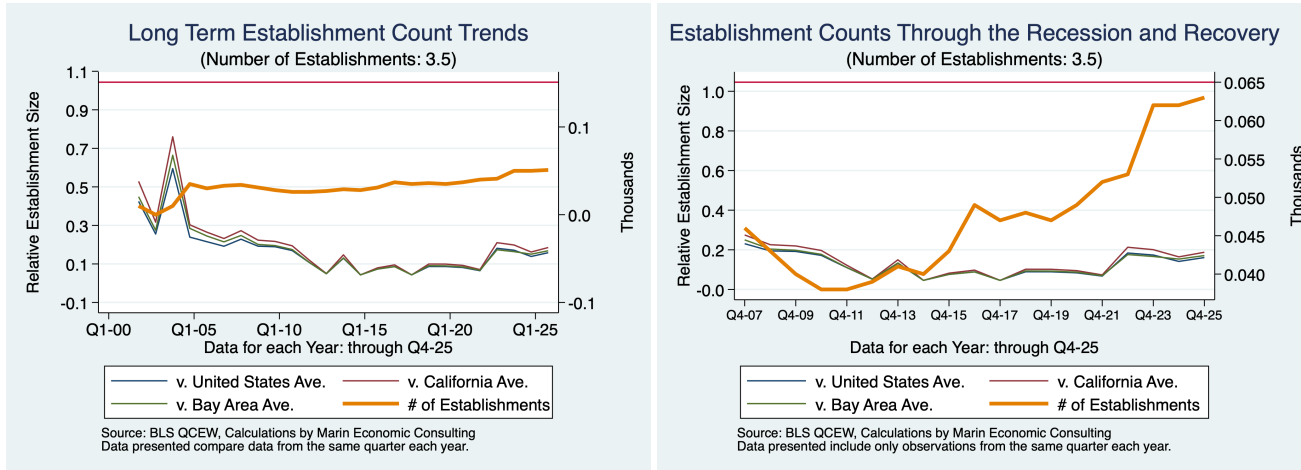 Long Term Establishment Count Trends
(Number of Establishments: 3.5)
Relative Establishment Size
1.1
0.9
0.7
0.5
0.3
0.1
-0.1
0.1
0.0
-0.1
Thousands
Q1-00 Q1-05 Q1-10 Q1-15 Q1-20 Q1-25
Data for each Year: through Q4-25
v. United States Ave. v. California Ave.
v. Bay Area Ave. # of Establishments
Source: BLS QCEW, Calculations by Marin Economic Consulting
Data presented compare data from the same quarter each year.
Establishment Counts Through the Recession and Recovery
(Number of Establishments: 3.5)
Relative Establishment Size
1.0
0.8
0.6
0.4
0.2
-0.0
0.065
0.060
0.055
0.050
0.045
0.040
Thousands
Q4-07 Q4-09 Q4-11 Q4-13 Q4-15 Q4-17 Q4-19 Q4-21 Q4-23 Q4-25
Data for each Year: through Q4-25
v. United States Ave. v. California Ave.
v. Bay Area Ave. # of Establishments
Source: BLS QCEW, Calculations by Marin Economic Consulting
Data presented include only observations from the same quarter each year.